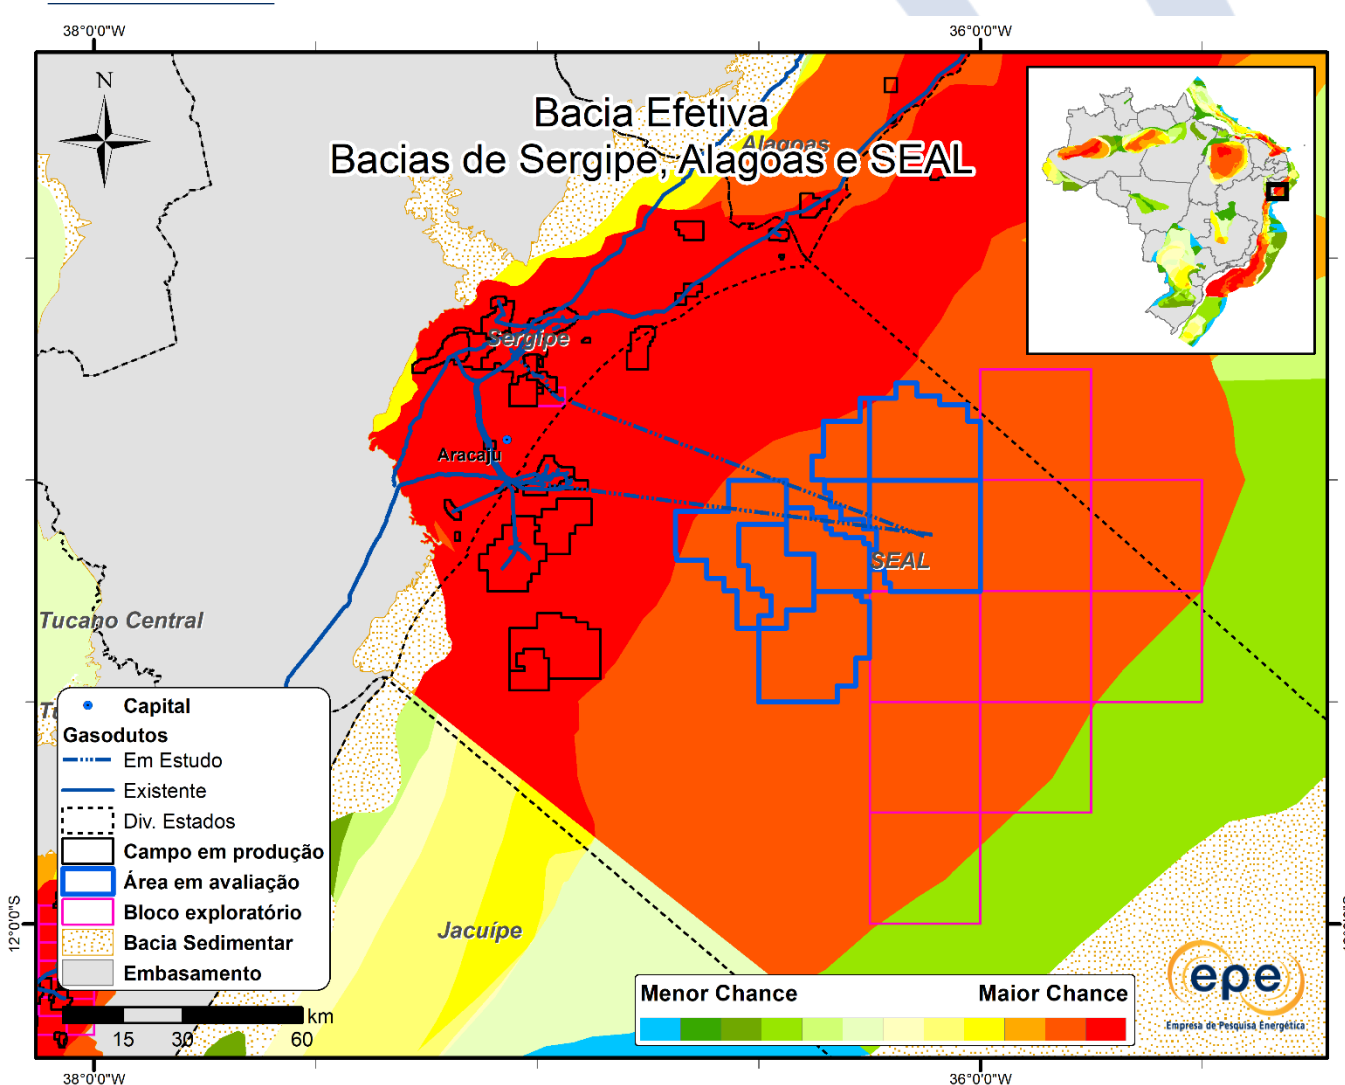 38°0'0"W
36°0'0"W
N
Bacia Efetiva
Alagoas
Bacias de Sergipe, Alagoas e SEAL
Sergipe
Aracaju
SEAL
Tucano Central
Capital
Gasodutos
Em Estudo
Existente
Div. Estados
Campo em produção
Área em avaliação
Bloco exploratório
Bacia Sedimentar
Embasamento
Jacuípe
12°0'0"S
km
15 30 60
Menor Chance Maior Chance
epe
Empresa de Pesquisa Energética
38°0'0"W
36°0'0"W